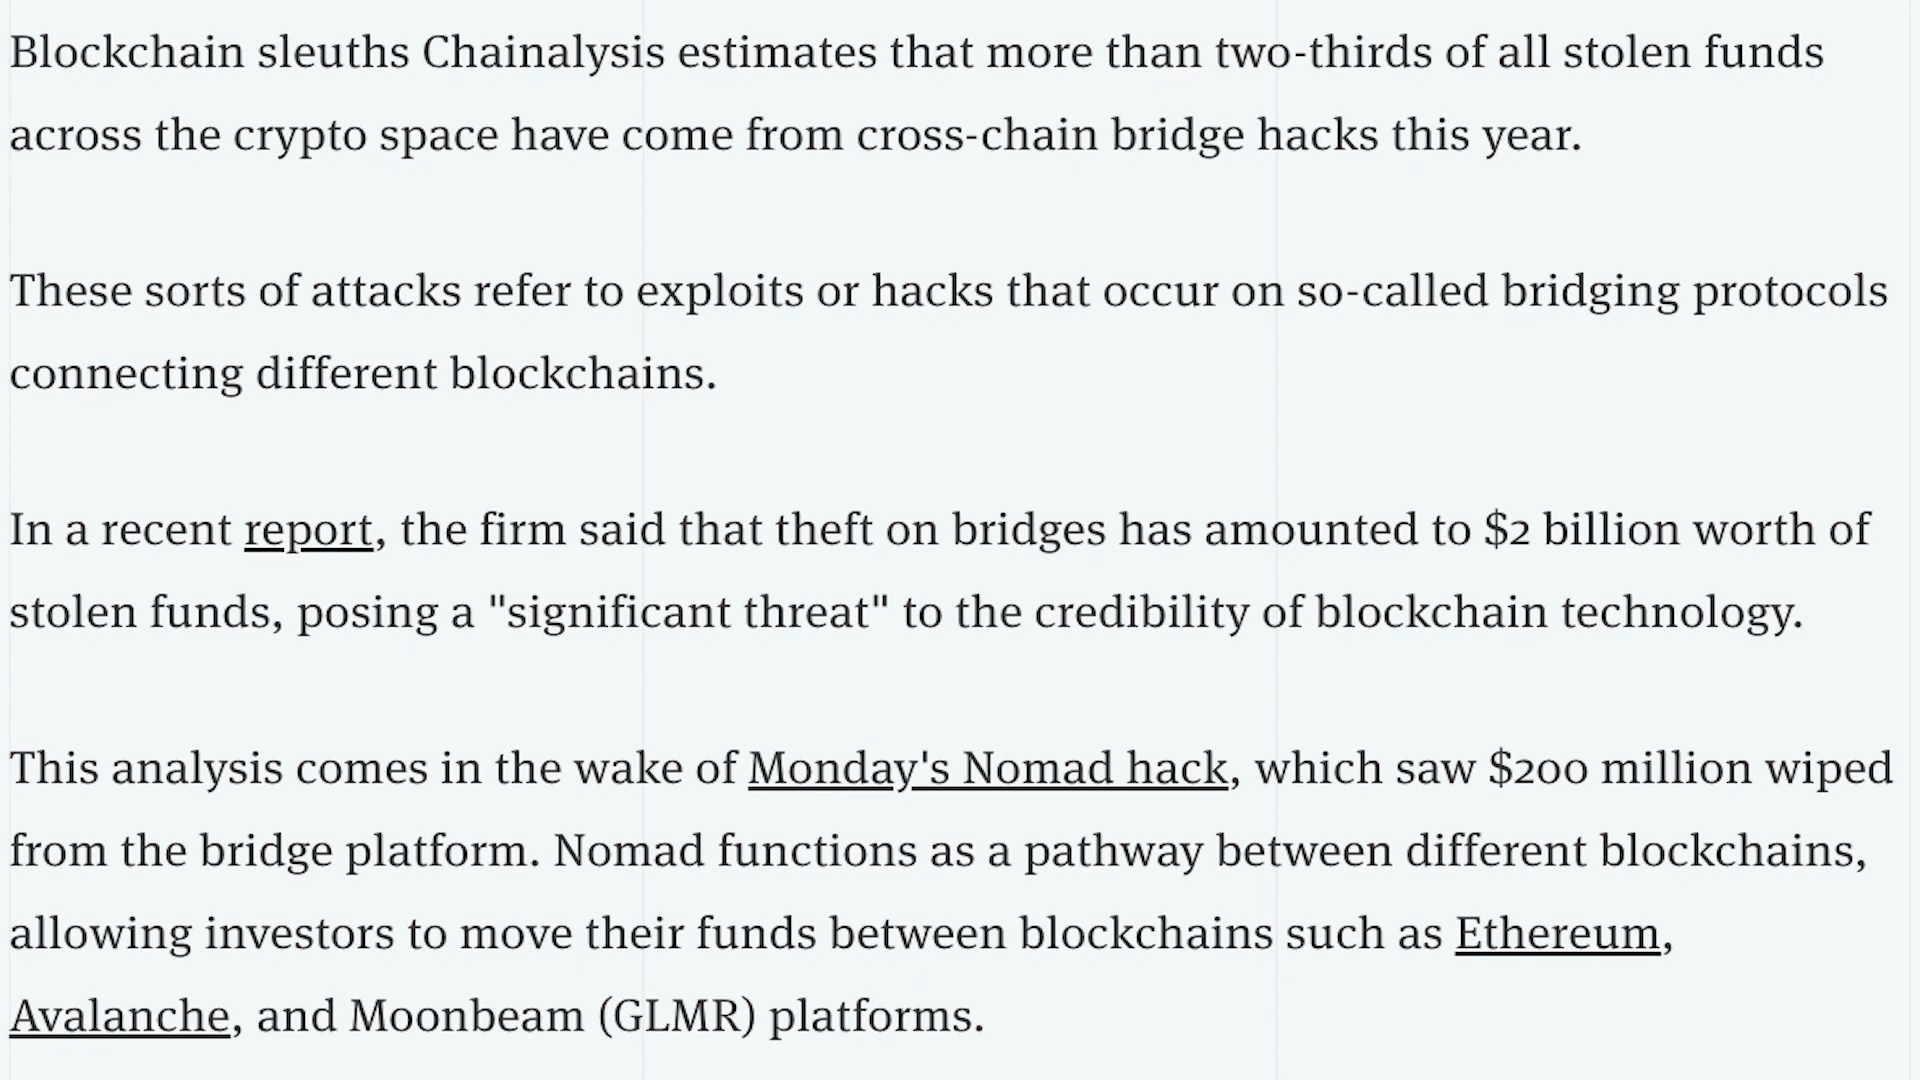 Blockchain sleuths Chainalysis estimates that more than two-thirds of all stolen funds
across the crypto space have come from cross-chain bridge hacks this year.
These sorts of attacks refer to exploits or hacks that occur on so-called bridging protocols
connecting different blockchains.
In a recent report, the firm said that theft on bridges has amounted to $2 billion worth of
stolen funds, posing a "significant threat" to the credibility of blockchain technology.
This analysis comes in the wake of Monday's Nomad hack, which saw $200 million wiped
from the bridge platform. Nomad functions as a pathway between different blockchains,
allowing investors to move their funds between blockchains such as Ethereum,
Avalanche, and Moonbeam (GLMR) platforms.